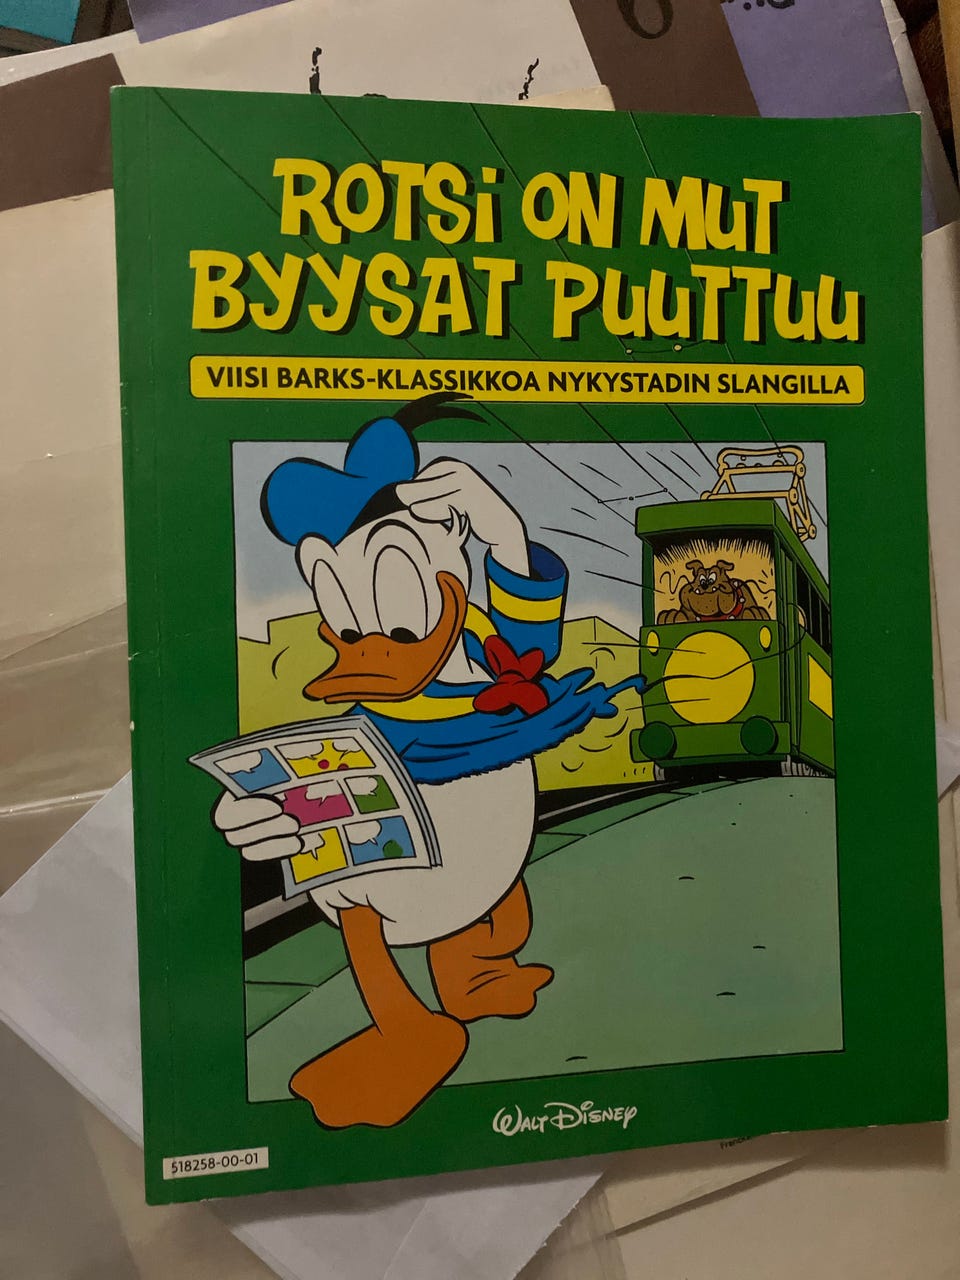 ROTSi ON MUT
BYYSAT PUUTTUU
VIISI BARKS-KLASSIKKOA NYKYSTADIN SLANGILLA
WALT DISNEY
518258-00-01